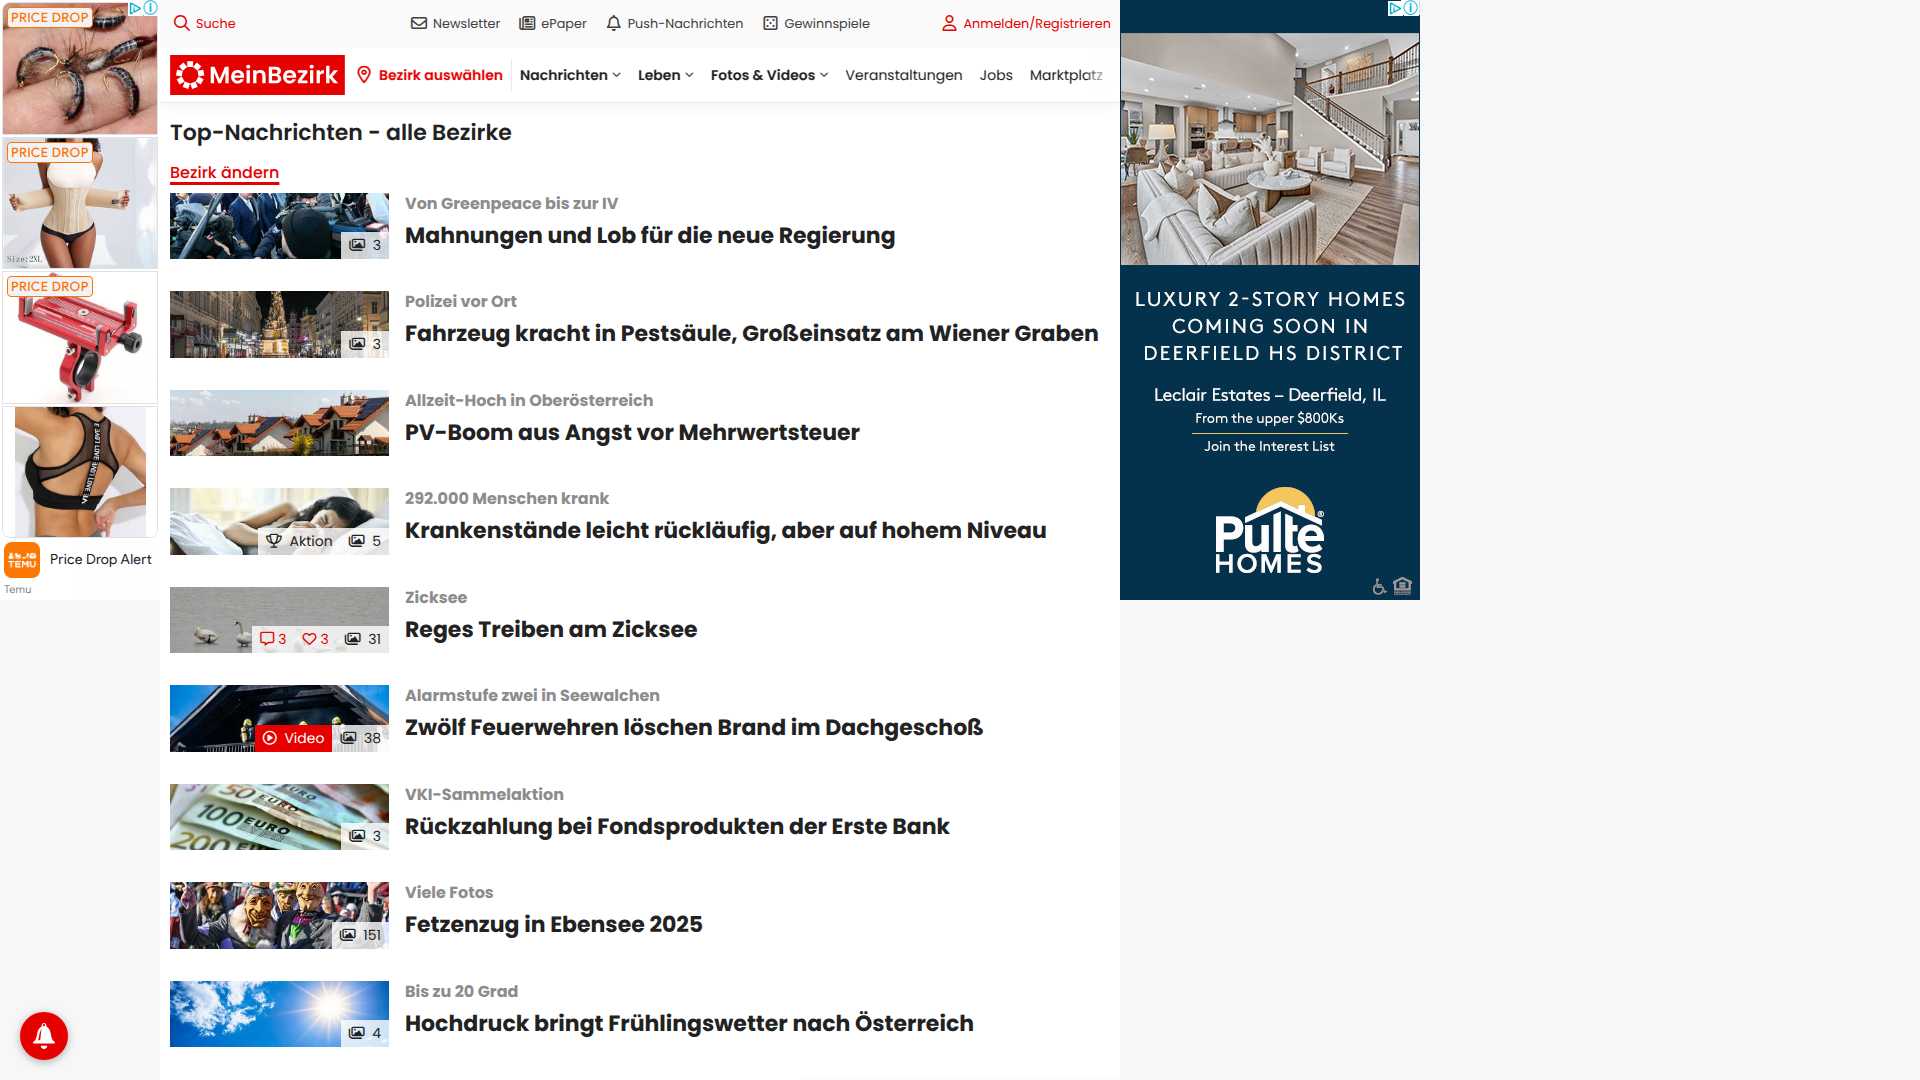 PRICE DROP
PRICE DROP
Size:2XL
PRICE DROP
TEMU
Price Drop Alert
Temu
Suche
Newsletter
ePaper
Push-Nachrichten
Gewinnspiele
Anmelden/Registrieren
MeinBezirk
Bezirk auswählen
Nachrichten
Leben
Fotos & Videos
Veranstaltungen
Jobs
Marktplatz
Top-Nachrichten - alle Bezirke
Bezirk ändern
3
Von Greenpeace bis zur IV
Mahnungen und Lob für die neue Regierung
3
Polizei vor Ort
Fahrzeug kracht in Pestsäule, Großeinsatz am Wiener Graben
Allzeit-Hoch in Oberösterreich
PV-Boom aus Angst vor Mehrwertsteuer
Aktion 5
292.000 Menschen krank
Krankenstände leicht rückläufig, aber auf hohem Niveau
3 3 31
Zicksee
Reges Treiben am Zicksee
Video 38
Alarmstufe zwei in Seewalchen
Zwölf Feuerwehren löschen Brand im Dachgeschoß
50 EURO
100 EURO
200
3
VKI-Sammelaktion
Rückzahlung bei Fondsprodukten der Erste Bank
151
Viele Fotos
Fetzenzug in Ebensee 2025
4
Bis zu 20 Grad
Hochdruck bringt Frühlingswetter nach Österreich
LUXURY 2-STORY HOMES
COMING SOON IN
DEERFIELD HS DISTRICT
Leclair Estates – Deerfield, IL
From the upper $800Ks
Join the Interest List
Pulte®
HOMES